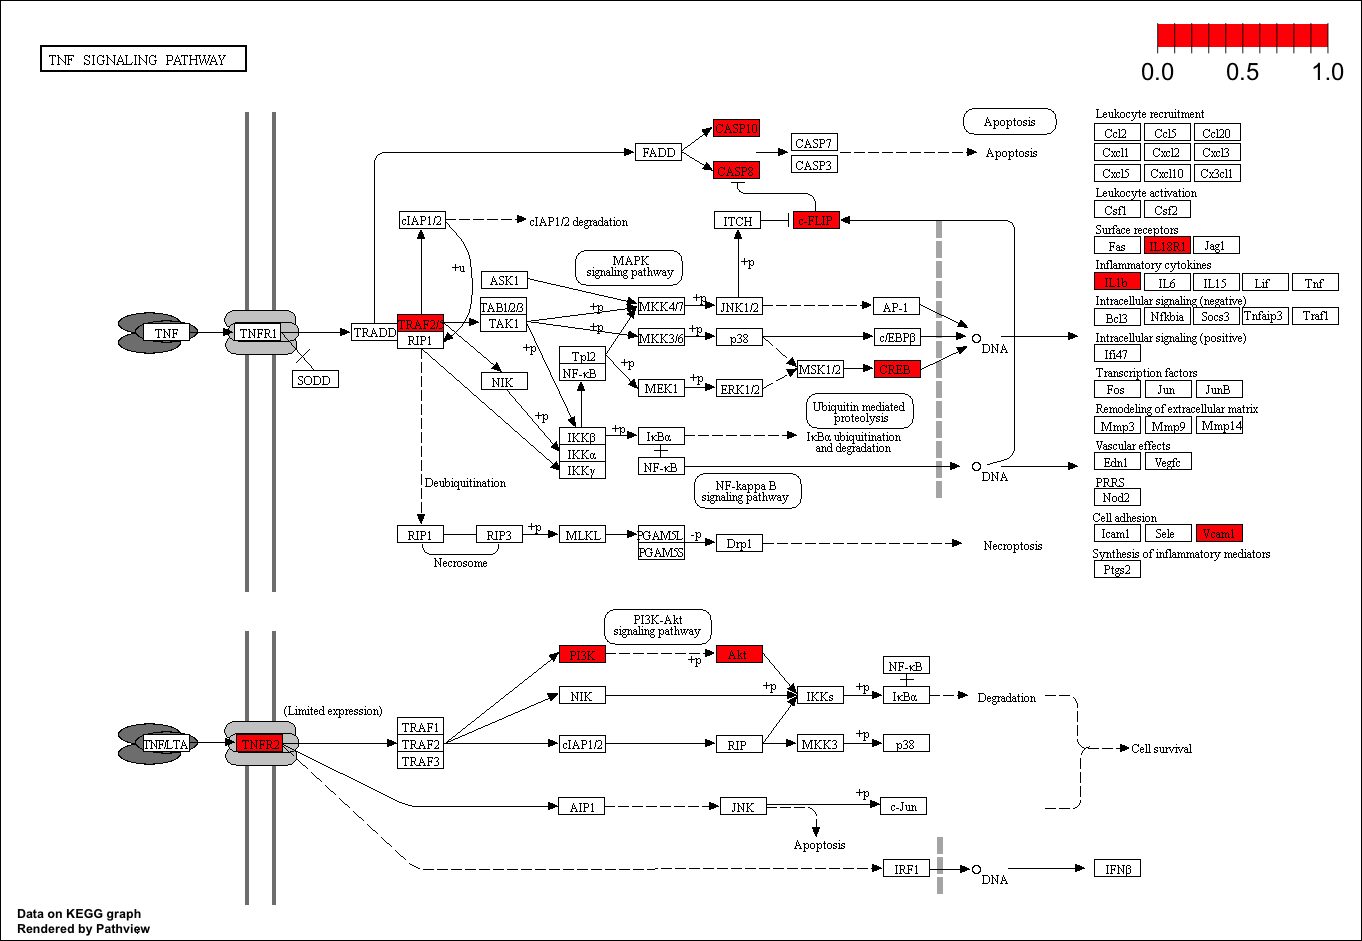 TNF SIGNALING PATHWAY
0.0 0.5 1.0
Apoptosis
CASP10
FADD
CASP7
CASP3
Apoptosis
CASP8
cIAP1/2
cIAP1/2 degradation
ITCH
c-FLIP
+u
MAPK
signaling pathway
+p
ASK1
TAB1/2/3
TAK1
+p
+p
+p
MKK4/7
+p
JNK1/2
AP-1
TNF
TNFR1
SODD
TRADD
TRAF2/5
RIP1
MKK3/6
+p
p38
c/EBPβ
DNA
NIK
Tpl2
NF-κB
+p
MEK1
+p
ERK1/2
MSK1/2
CREB
+p
IKKβ
IKKα
IKKγ
+p
IκBα
NF-κB
Ubiquitin mediated
proteolysis
IκBα ubiquitination
and degradation
NF-kappa B
signaling pathway
DNA
Deubiquitination
RIP1
RIP3
+p
MLKL
PGAM5L
PGAM5S
-p
Drp1
Necroptosis
Necrosome
Leukocyte recruitment
Ccl2 Ccl5 Ccl20
Cxcl1 Cxcl2 Cxcl3
Cxcl5 Cxcl10 Cx3cl1
Leukocyte activation
Csf1 Csf2
Surface receptors
Fas IL18R1 Jag1
Inflammatory cytokines
IL1b IL6 IL15 Lif Tnf
Intracellular signaling (negative)
Bcl3 Nfkbia Socs3 Tnfaip3 Traf1
Intracellular signaling (positive)
Ifi47
Transcription factors
Fos Jun JunB
Remodeling of extracellular matrix
Mmp3 Mmp9 Mmp14
Vascular effects
Edn1 Vegfc
PRRS
Nod2
Cell adhesion
Icam1 Sele Vcam1
Synthesis of inflammatory mediators
Ptgs2
PI3K-Akt
signaling pathway
PI3K
+p
Akt
NF-κB
NIK
+p
IKKs
+p
IκBα
Degradation
(Limited expression)
TNF/LTA
TNFR2
TRAF1
TRAF2
TRAF3
cIAP1/2
RIP
MKK3
+p
p38
Cell survival
AIP1
JNK
+p
c-Jun
Apoptosis
IRF1
DNA
IFNβ
Data on KEGG graph
Rendered by Pathview